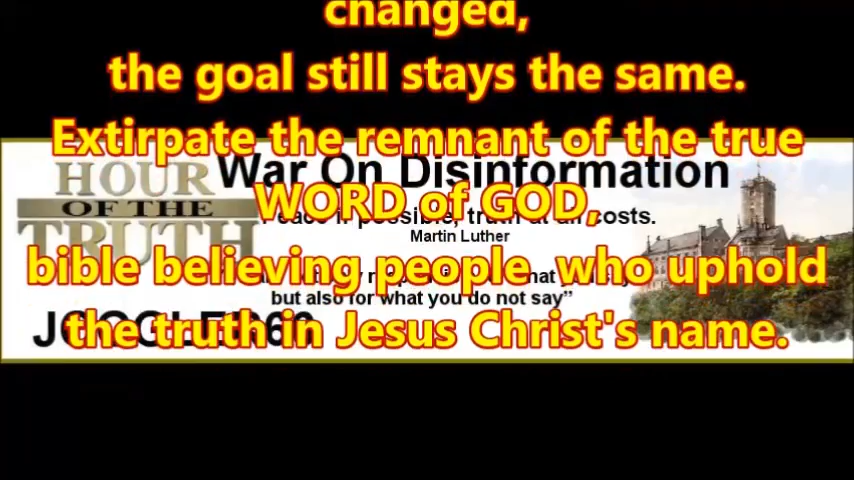 changed,
the goal still stays the same.
Extirpate the remnant of the true
WORD of GOD,
bible believing people, who uphold
the truth in Jesus Christ's name.
HOUR
OF THE
TRUTH
War On Disinformation
if possible, truth at all costs.
Martin Luther
but also for what you do not say”